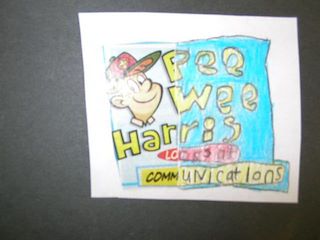 Pee
Wee
Harris
LOOKS AT
COMMUNICATIONS